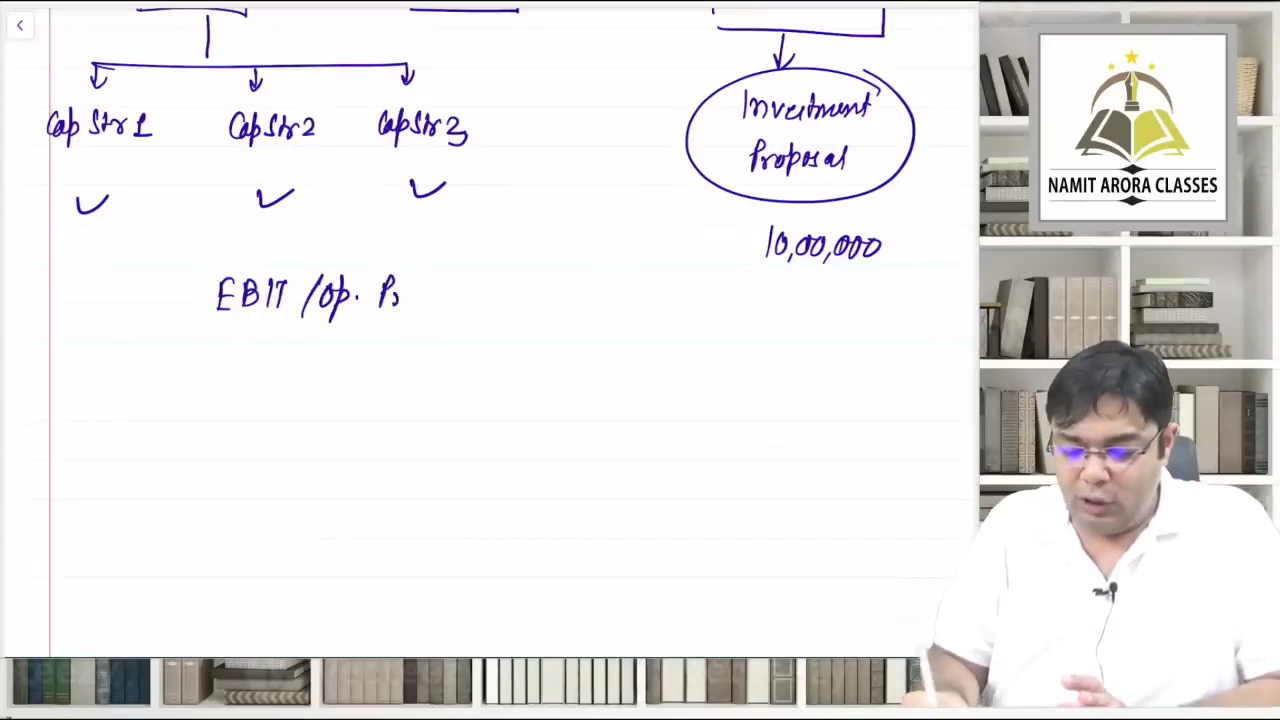 Cap Str 1
Cap Str 2
Cap Str 3
Investment
Proposal
10,00,000
EBIT / Op. Pr
NAMIT ARORA CLASSES